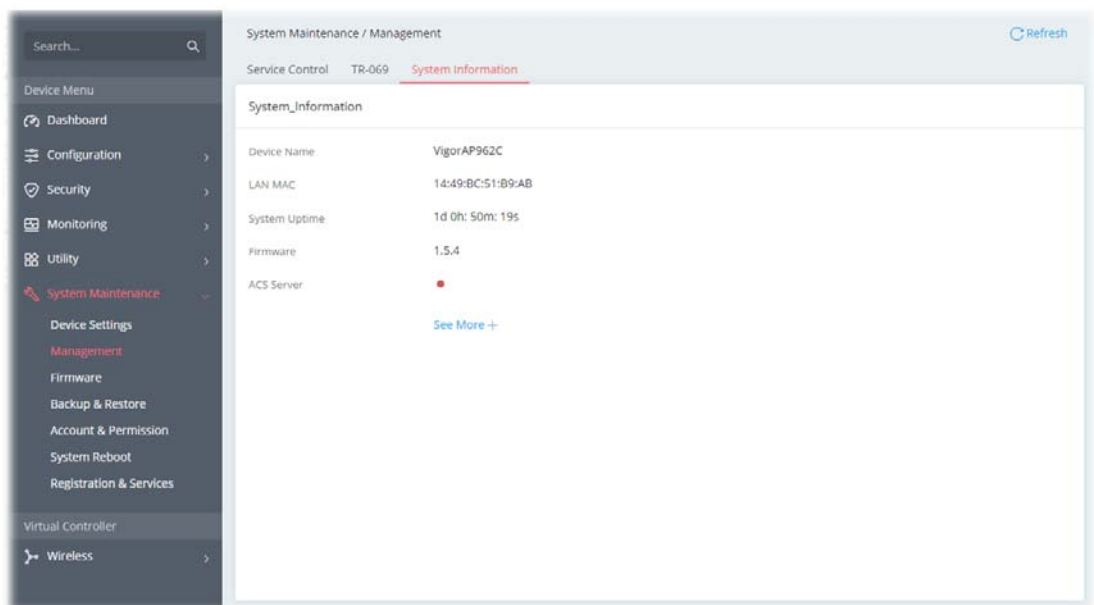 Search...
Device Menu
Dashboard
Configuration
Security
Monitoring
Utility
System Maintenance
Device Settings
Management
Firmware
Backup & Restore
Account & Permission
System Reboot
Registration & Services
Virtual Controller
Wireless
System Maintenance / Management
Refresh
Service Control TR-069 System Information
System_Information
Device Name VigorAP962C
LAN MAC 14:49:BC:51:B9:AB
System Uptime 1d 0h: 50m: 19s
Firmware 1.5.4
ACS Server
See More +